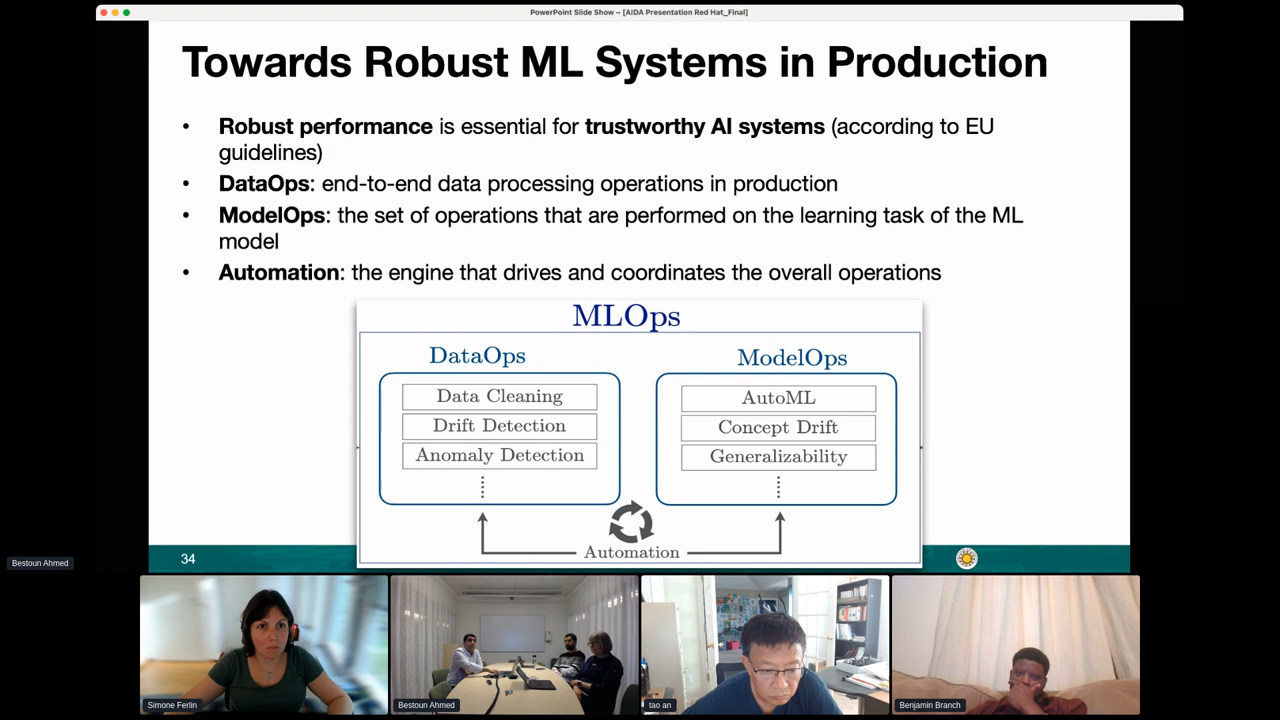 PowerPoint Slide Show – [AIDA Presentation Red Hat_Final]
Towards Robust ML Systems in Production
• Robust performance is essential for trustworthy AI systems (according to EU
guidelines)
• DataOps: end-to-end data processing operations in production
• ModelOps: the set of operations that are performed on the learning task of the ML
model
• Automation: the engine that drives and coordinates the overall operations
MLOps
DataOps
Data Cleaning
Drift Detection
Anomaly Detection
ModelOps
AutoML
Concept Drift
Generalizability
Automation
34
Bestoun Ahmed
Simone Ferlin
Bestoun Ahmed
tao an
Benjamin Branch